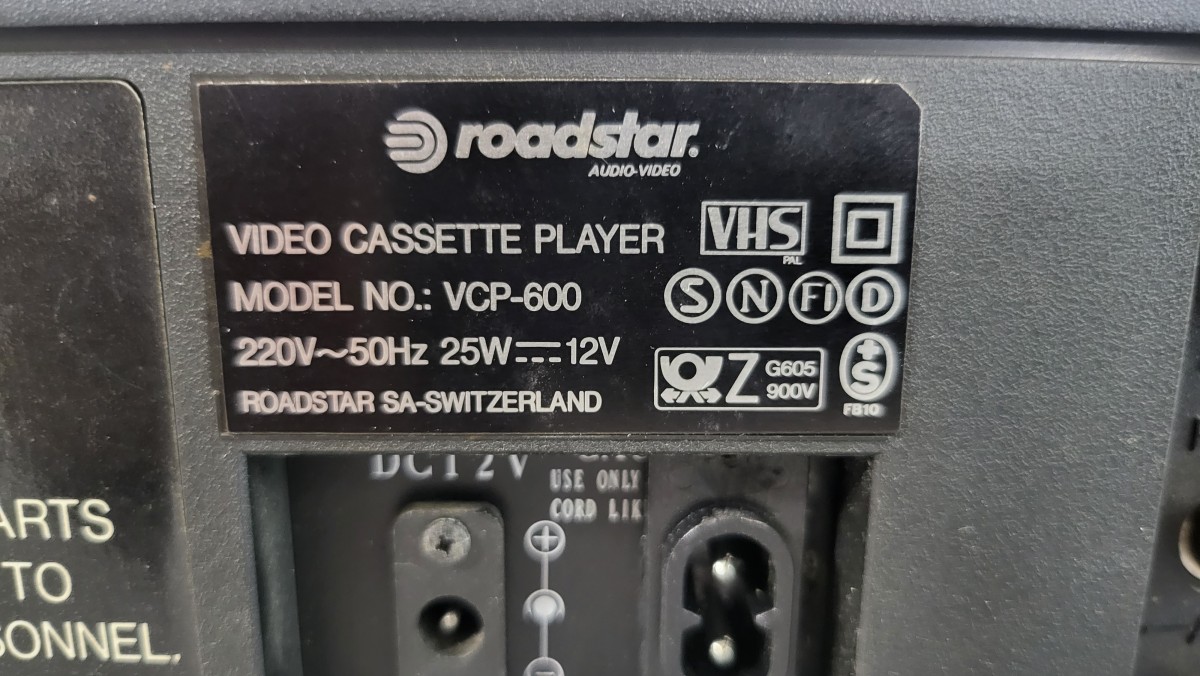 roadstar.
AUDIO-VIDEO
VIDEO CASSETTE PLAYER
VHS
PAL
MODEL NO.: VCP-600
S N FI D
220V~50Hz 25W⎓12V
Z G605
900V
ROADSTAR SA-SWITZERLAND
+S
FB10
DC12V
USE ONLY
CORD LIK
+
-
ARTS
TO
SONNEL.